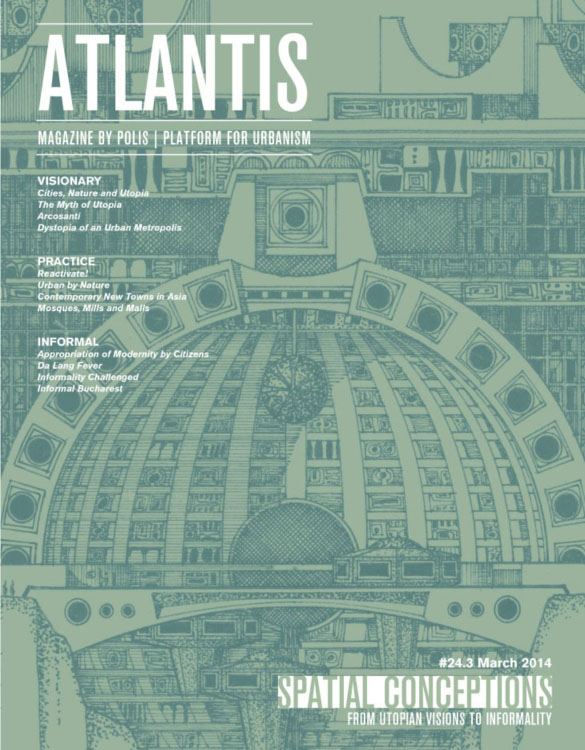 ATLANTIS
MAGAZINE BY POLIS | PLATFORM FOR URBANISM
VISIONARY
Cities, Nature and Utopia
The Myth of Utopia
Arcosanti
Dystopia of an Urban Metropolis
PRACTICE
Reactivate!
Urban by Nature
Contemporary New Towns in Asia
Mosques, Mills and Malls
INFORMAL
Appropriation of Modernity by Citizens
Da Lang Fever
Informality Challenged
Informal Bucharest
#24.3 March 2014
SPATIAL CONCEPTIONS
FROM UTOPIAN VISIONS TO INFORMALITY